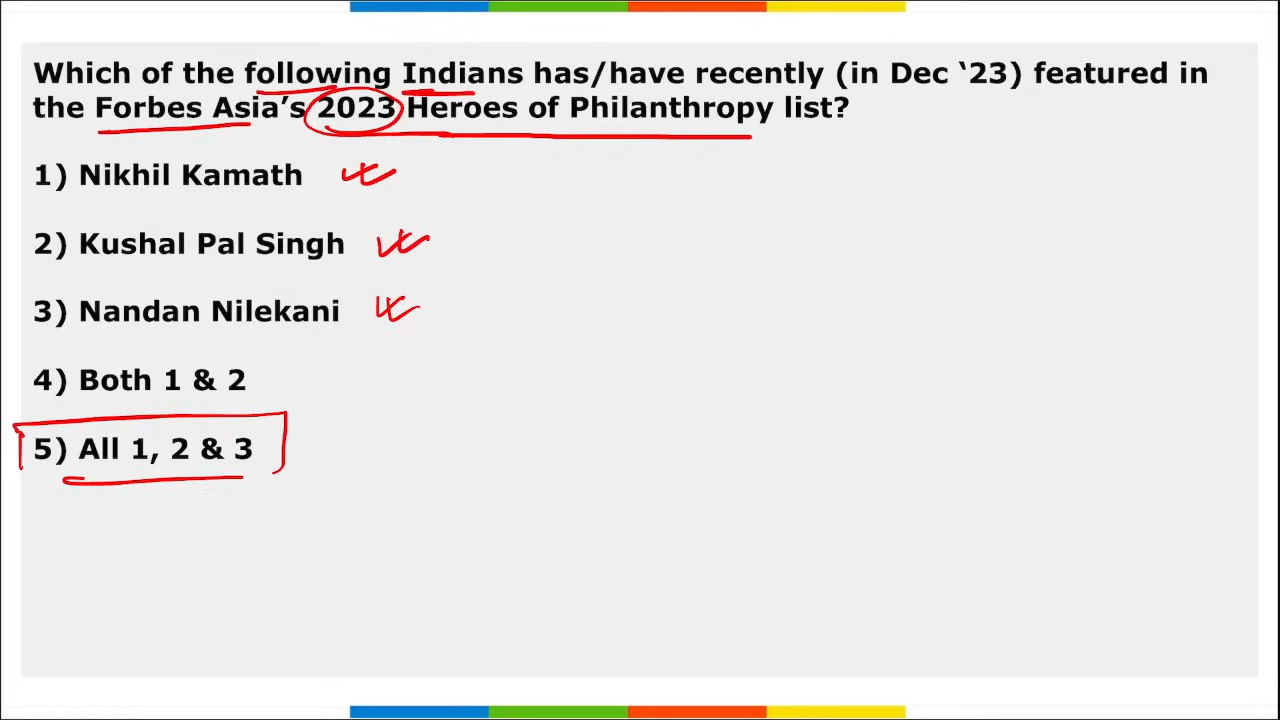 Which of the following Indians has/have recently (in Dec ‘23) featured in
the Forbes Asia’s 2023 Heroes of Philanthropy list?
1) Nikhil Kamath
2) Kushal Pal Singh
3) Nandan Nilekani
4) Both 1 & 2
5) All 1, 2 & 3